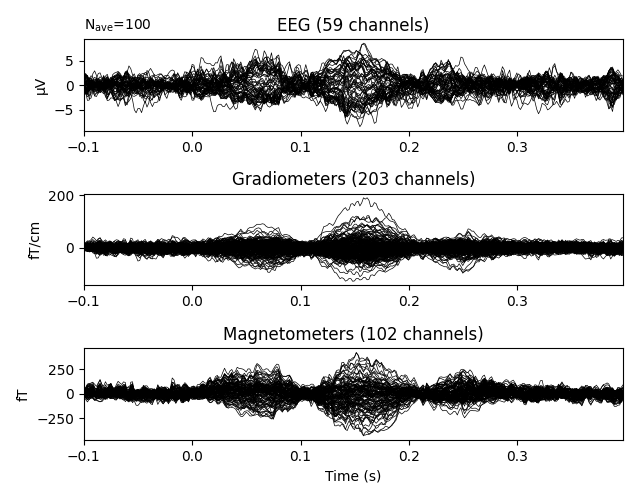 Nave=100
EEG (59 channels)
5
0
−5
µV
−0.1 0.0 0.1 0.2 0.3
Gradiometers (203 channels)
200
0
fT/cm
−0.1 0.0 0.1 0.2 0.3
Magnetometers (102 channels)
250
0
−250
fT
−0.1 0.0 0.1 0.2 0.3
Time (s)